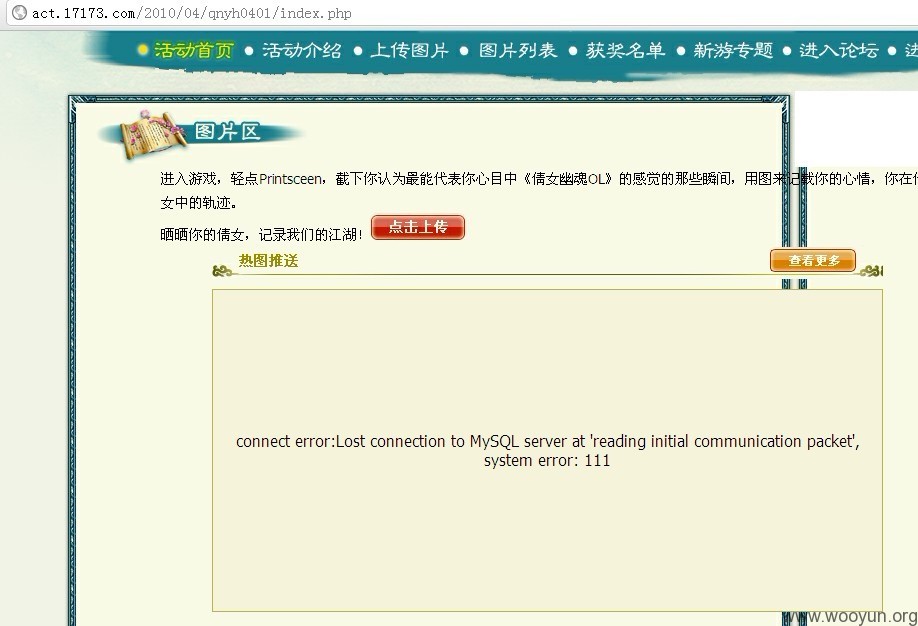 act.17173.com/2010/04/qnyh0401/index.php
活动首页 活动介绍 上传图片 图片列表 获奖名单 新游专题 进入论坛
图片区
进入游戏，轻点Printsceen，截下你认为最能代表你心目中《倩女幽魂OL》的感觉的那些瞬间，用图来记载你的心情，你在倩
女中的轨迹。
晒晒你的倩女，记录我们的江湖！ 点击上传
热图推送 查看更多
connect error:Lost connection to MySQL server at 'reading initial communication packet',
system error: 111
www.wooyun.org